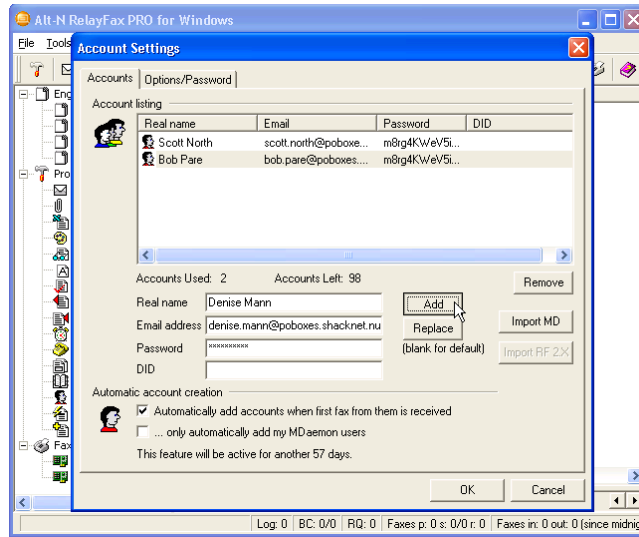 Alt-N RelayFax PRO for Windows
File Tools
Account Settings
Accounts Options/Password
Account listing
Real name Email Password DID
Scott North scott.north@poboxe... m8rg4KWeV5i...
Bob Pare bob.pare@poboxes.... m8rg4KWeV5i...
Accounts Used: 2 Accounts Left: 98
Remove
Real name Denise Mann Add
Email address denise.mann@poboxes.shacknet.nu Replace Import MD
Password ×××××××××× (blank for default) Import RF 2.X
DID
Automatic account creation
Automatically add accounts when first fax from them is received
... only automatically add my MDaemon users
This feature will be active for another 57 days.
OK Cancel
Eng
Pro
Fax
Log: 0 BC: 0/0 RQ: 0 Faxes p: 0 s: 0/0 r: 0 Faxes in: 0 out: 0 (since midnig